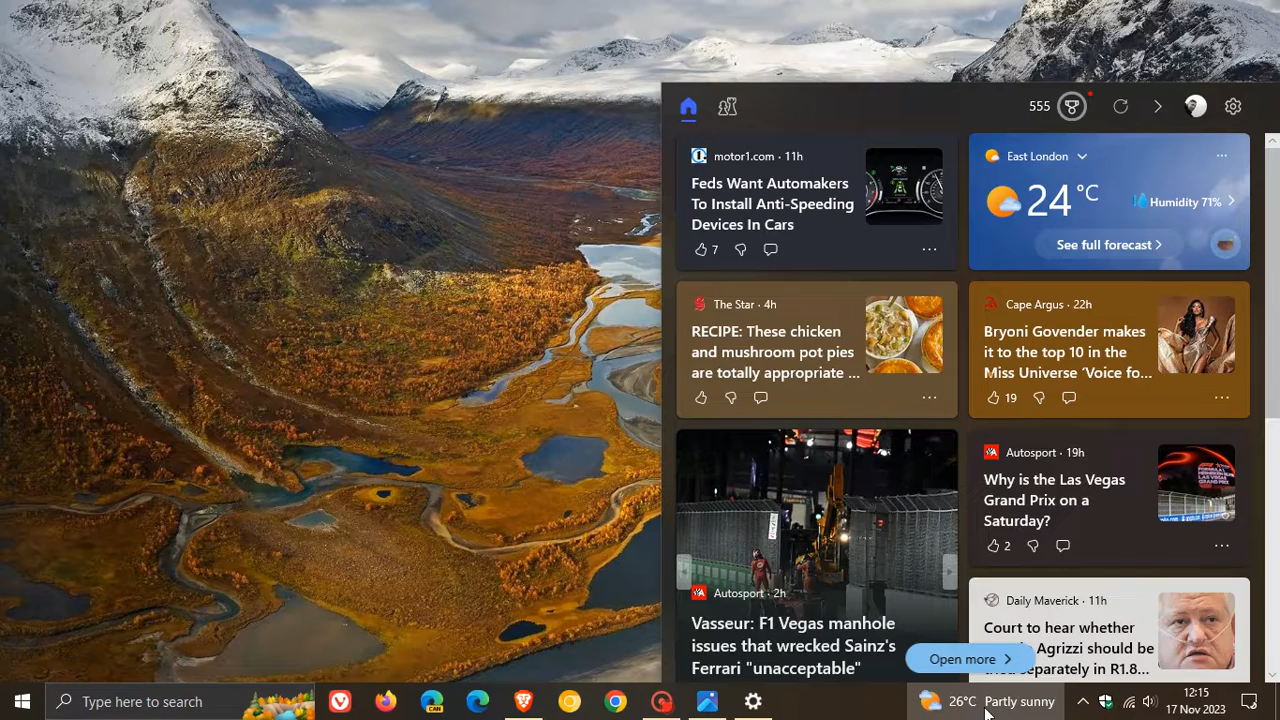 555
motor1.com · 11h
Feds Want Automakers
To Install Anti-Speeding
Devices In Cars
7
East London
24 °C
Humidity 71%
See full forecast
The Star · 4h
RECIPE: These chicken
and mushroom pot pies
are totally appropriate ...
Cape Argus · 22h
Bryoni Govender makes
it to the top 10 in the
Miss Universe ‘Voice fo...
19
Autosport · 2h
Vasseur: F1 Vegas manhole
issues that wrecked Sainz's
Ferrari "unacceptable"
Autosport · 19h
Why is the Las Vegas
Grand Prix on a
Saturday?
2
Daily Maverick · 11h
Court to hear whether
Agrizzi should be
separately in R1.8...
Open more
Type here to search
CAN
26°C Partly sunny
12:15
17 Nov 2023